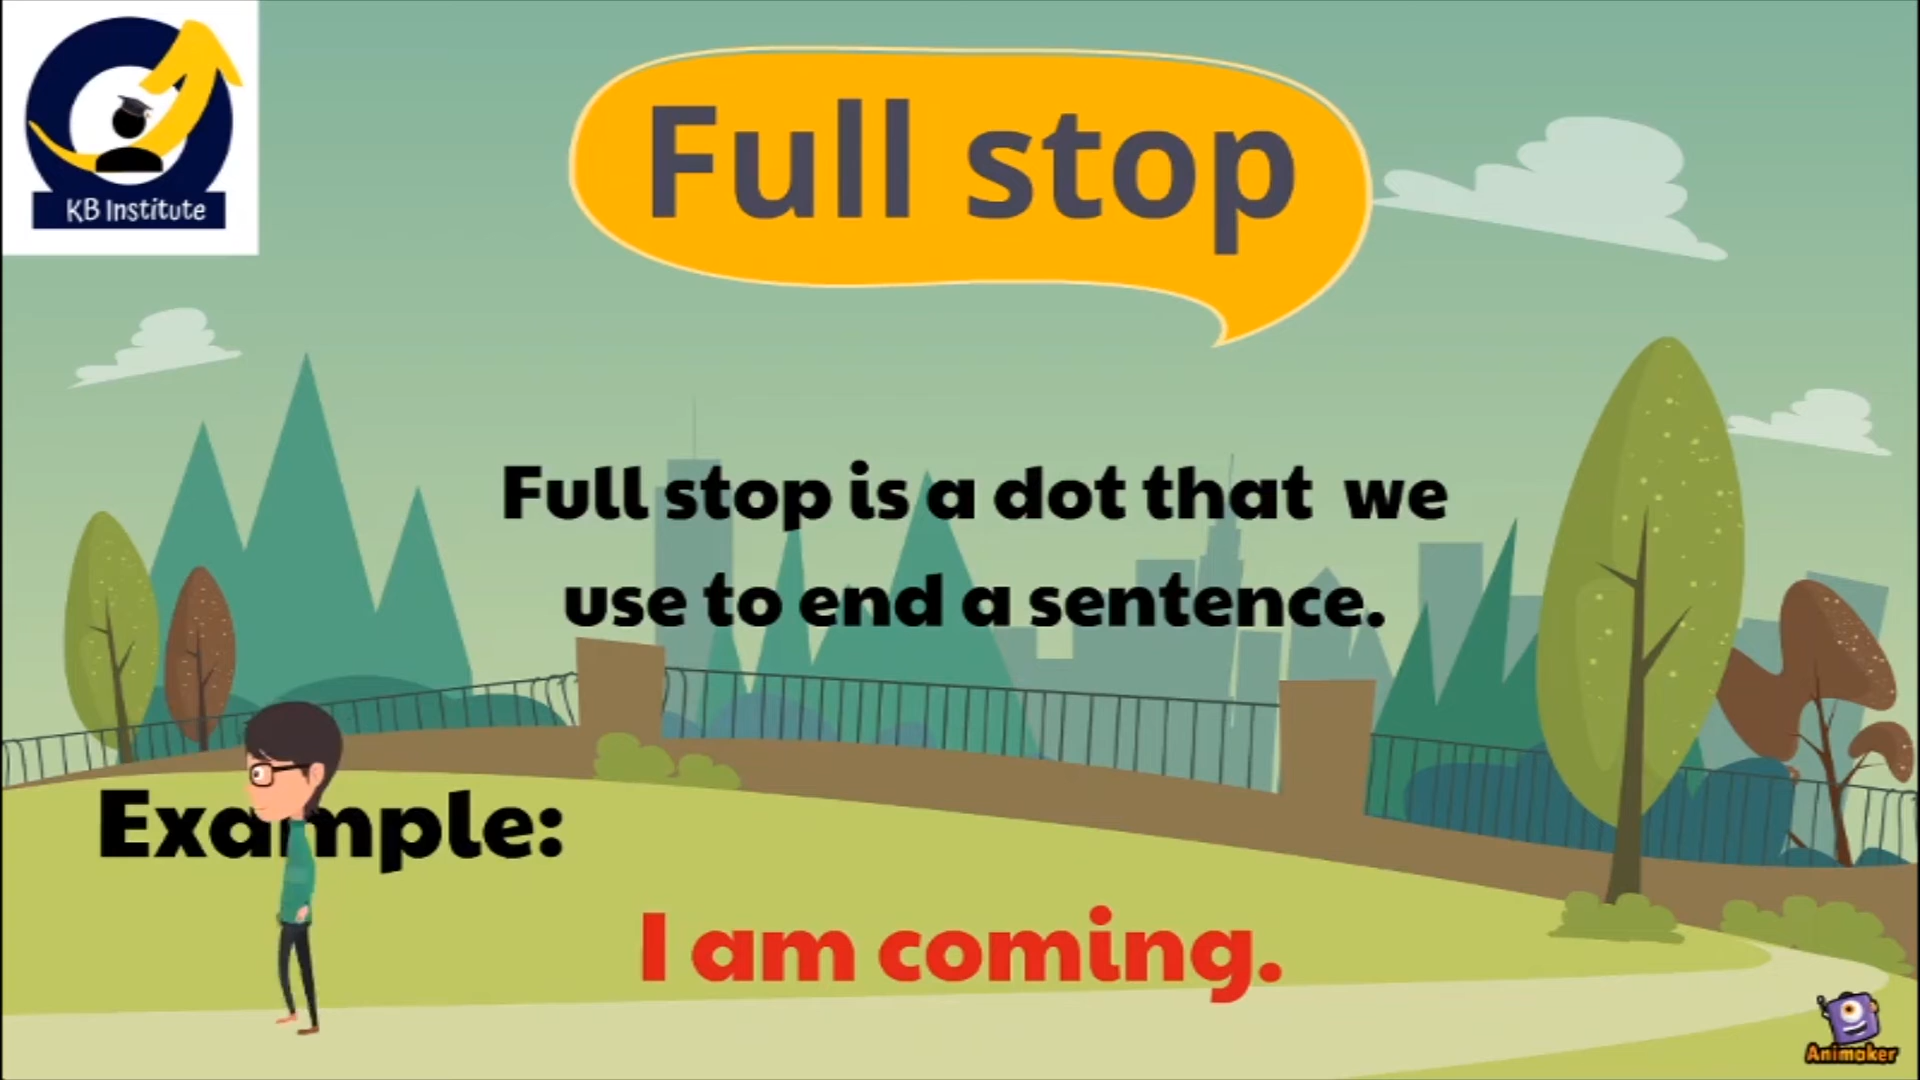 KB Institute
Full stop
Full stop is a dot that we
use to end a sentence.
Example:
I am coming.
Animaker